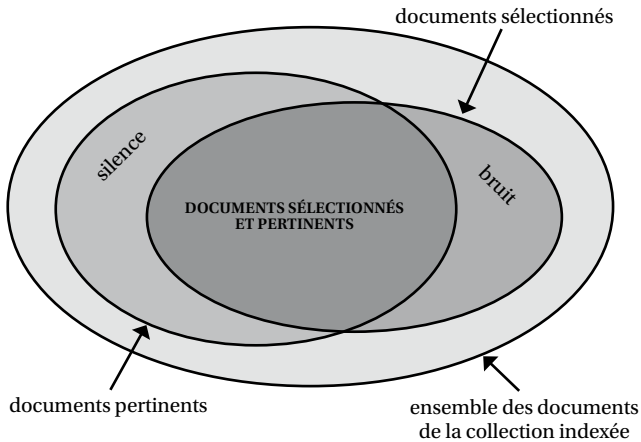 documents sélectionnés
silence
bruit
DOCUMENTS SÉLECTIONNÉS
ET PERTINENTS
documents pertinents
ensemble des documents
de la collection indexée